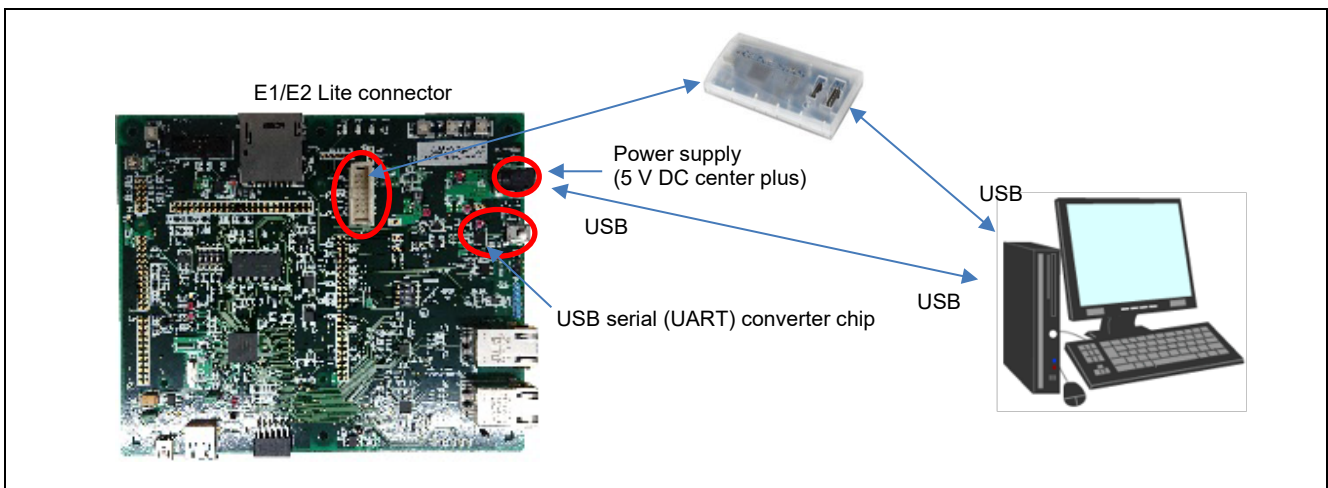 E1/E2 Lite connector
Power supply
(5 V DC center plus)
USB
USB
USB
USB serial (UART) converter chip